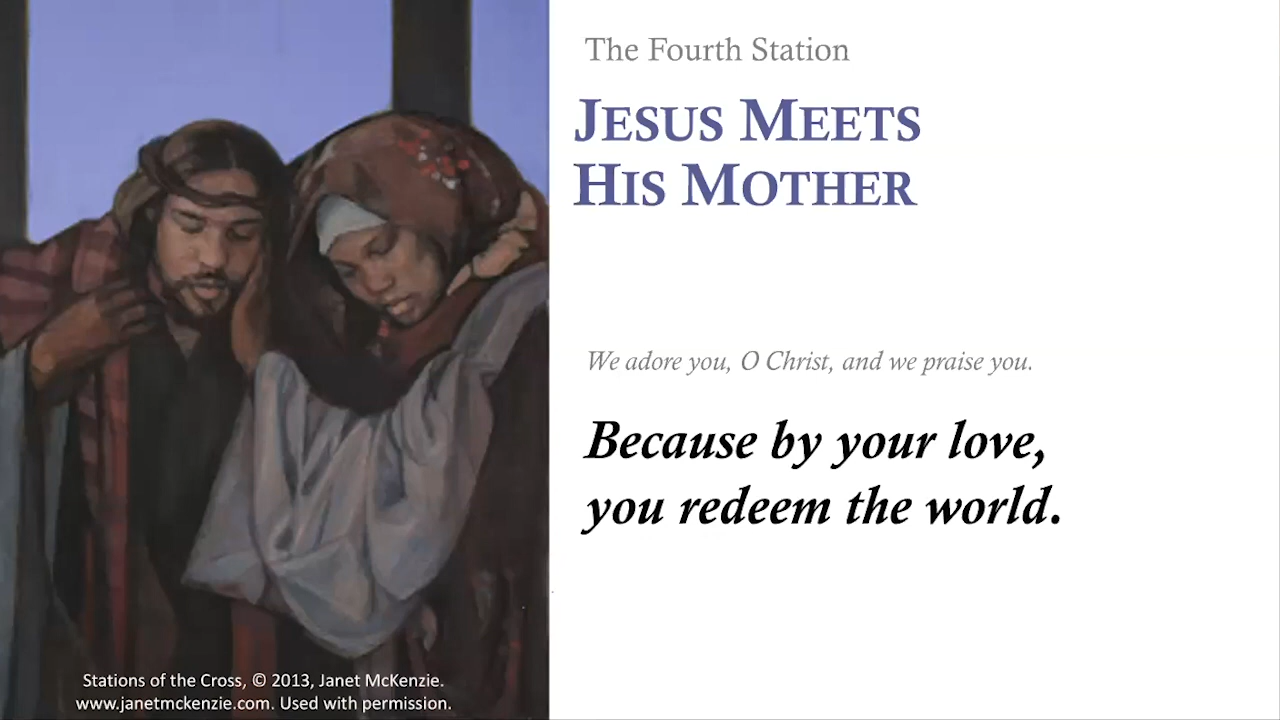 The Fourth Station
JESUS MEETS
HIS MOTHER
We adore you, O Christ, and we praise you.
Because by your love,
you redeem the world.
Stations of the Cross, © 2013, Janet McKenzie.
www.janetmckenzie.com. Used with permission.